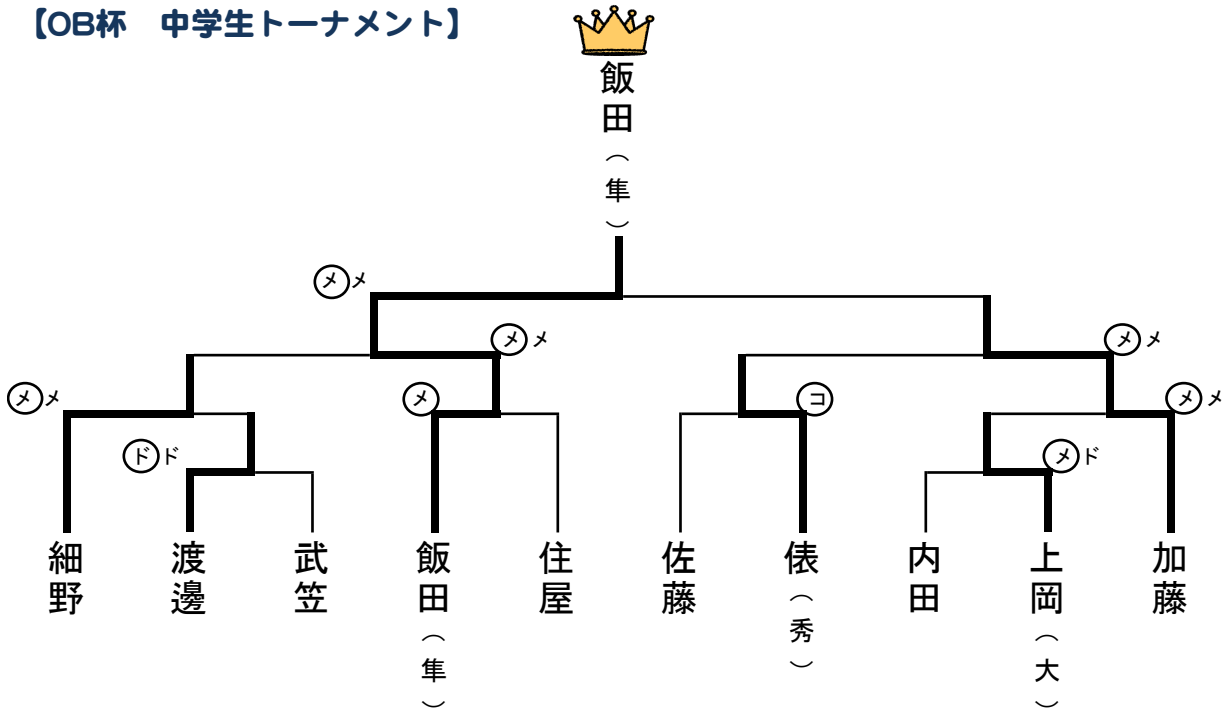 【OB杯　中学生トーナメント】
飯田（隼）
㋱メ
㋱メ
㋱メ
㋱メ
㋱
㋙
㋱メ
㋣゙ド
㋱ド
細野
渡邊
武笠
飯田（隼）
住屋
佐藤
俵（秀）
内田
上岡（大）
加藤